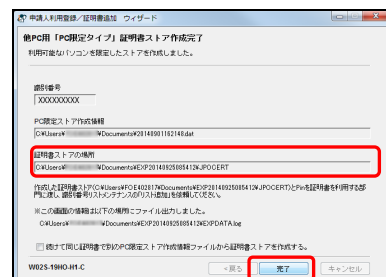 申請人利用登録／証明書追加 ウィザード
他PC用「PC限定タイプ」証明書ストア作成完了
利用可能なパソコンを限定したストアを作成しました。
識別番号
XXXXXXXXX
PC限定ストア作成情報
C:¥Users¥ ¥Documents¥20140901162148.dat
証明書ストアの場所
C:¥Users¥ ¥Documents¥EXP20140925085412¥JPOCERT
作成した証明書ストア(C:¥Users¥FOE402817¥Documents¥EXP20140925085412¥JPOCERT)とPinを証明書を利用する部
門に渡し、識別番号リストメンテナンスのリスト追加を依頼してください。
※この画面の情報は以下の場所にファイル出力しました。
C:¥Users¥ ¥Documents¥EXP20140925085412¥EXPDATA.log
続けて同じ証明書で別のPC限定ストア作成情報ファイルから証明書ストアを作成する。
W02S-19HO-H1-C
<戻る
完了
キャンセル